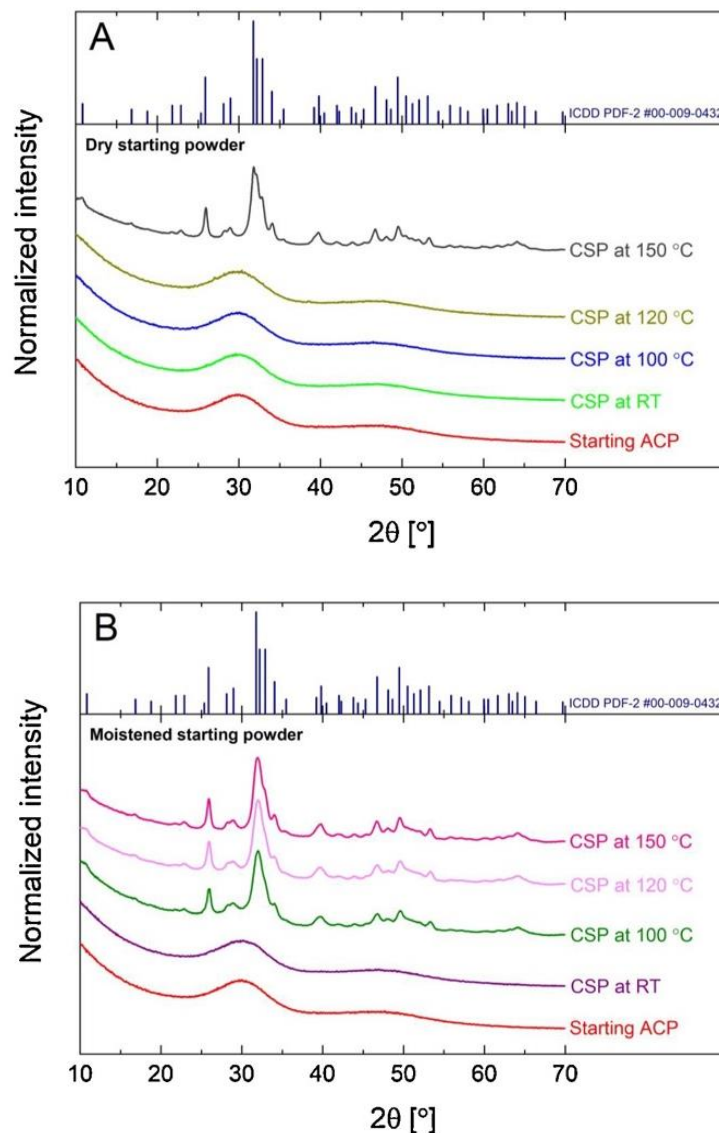 A
ICDD PDF-2 #00-009-0432
Dry starting powder
CSP at 150 °C
CSP at 120 °C
CSP at 100 °C
CSP at RT
Starting ACP
Normalized intensity
10 20 30 40 50 60 70
2θ [°]
B
ICDD PDF-2 #00-009-0432
Moistened starting powder
CSP at 150 °C
CSP at 120 °C
CSP at 100 °C
CSP at RT
Starting ACP
Normalized intensity
10 20 30 40 50 60 70
2θ [°]